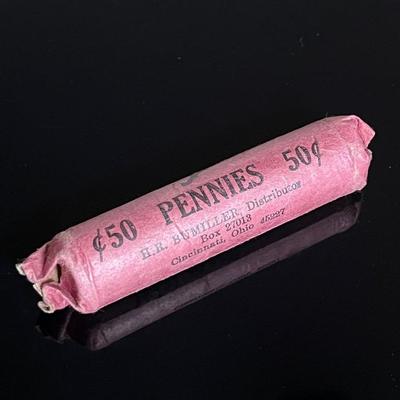 ¢50 PENNIES 50¢
H.R. BUMILLER, Distributor
Box 27013
Cincinnati, Ohio 45227